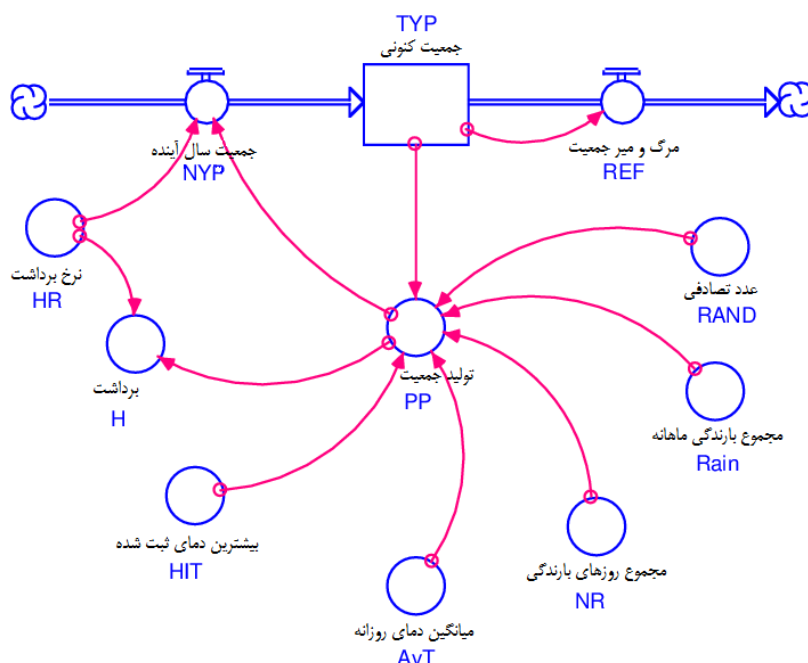 TYP
جمعیت کنونی
جمعیت سال آینده
NYP
مرگ و میر جمعیت
REF
نرخ برداشت
HR
عدد تصادفی
RAND
برداشت
H
تولید جمعیت
PP
مجموع بارندگی ماهانه
Rain
بیشترین دمای ثبت شده
HIT
مجموع روزهای بارندگی
NR
میانگین دمای روزانه
AvT